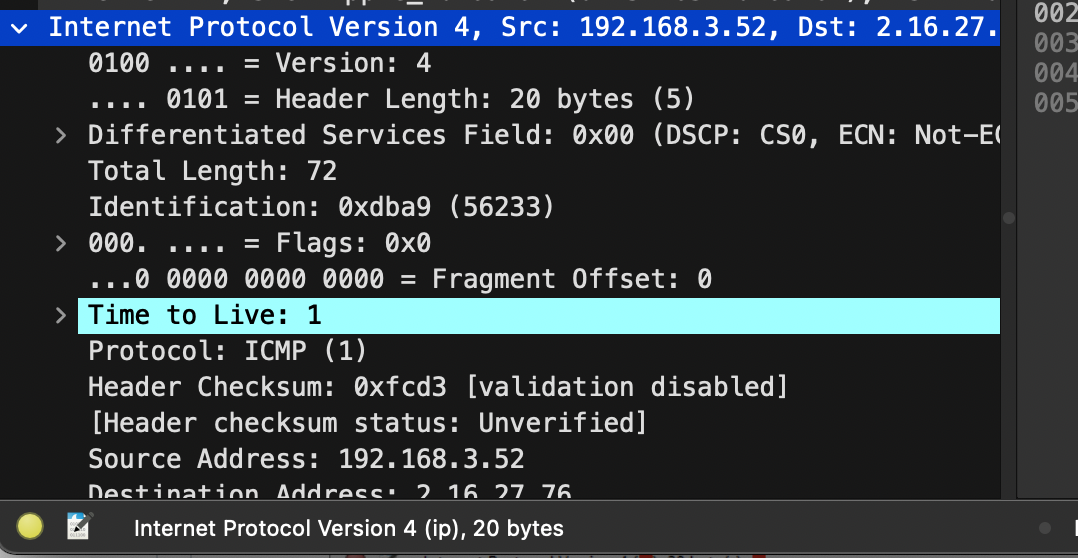 Internet Protocol Version 4, Src: 192.168.3.52, Dst: 2.16.27.
0100 .... = Version: 4
.... 0101 = Header Length: 20 bytes (5)
Differentiated Services Field: 0x00 (DSCP: CS0, ECN: Not-EC
Total Length: 72
Identification: 0xdba9 (56233)
000. .... = Flags: 0x0
...0 0000 0000 0000 = Fragment Offset: 0
Time to Live: 1
Protocol: ICMP (1)
Header Checksum: 0xfcd3 [validation disabled]
[Header checksum status: Unverified]
Source Address: 192.168.3.52
Destination Address: 2.16.27.76
002
003
004
005
Internet Protocol Version 4 (ip), 20 bytes